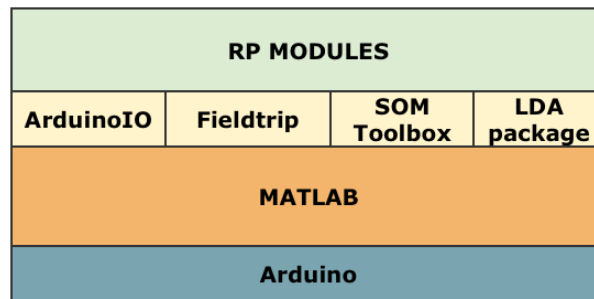 RP MODULES
ArduinoIO
Fieldtrip
SOM
Toolbox
LDA
package
MATLAB
Arduino